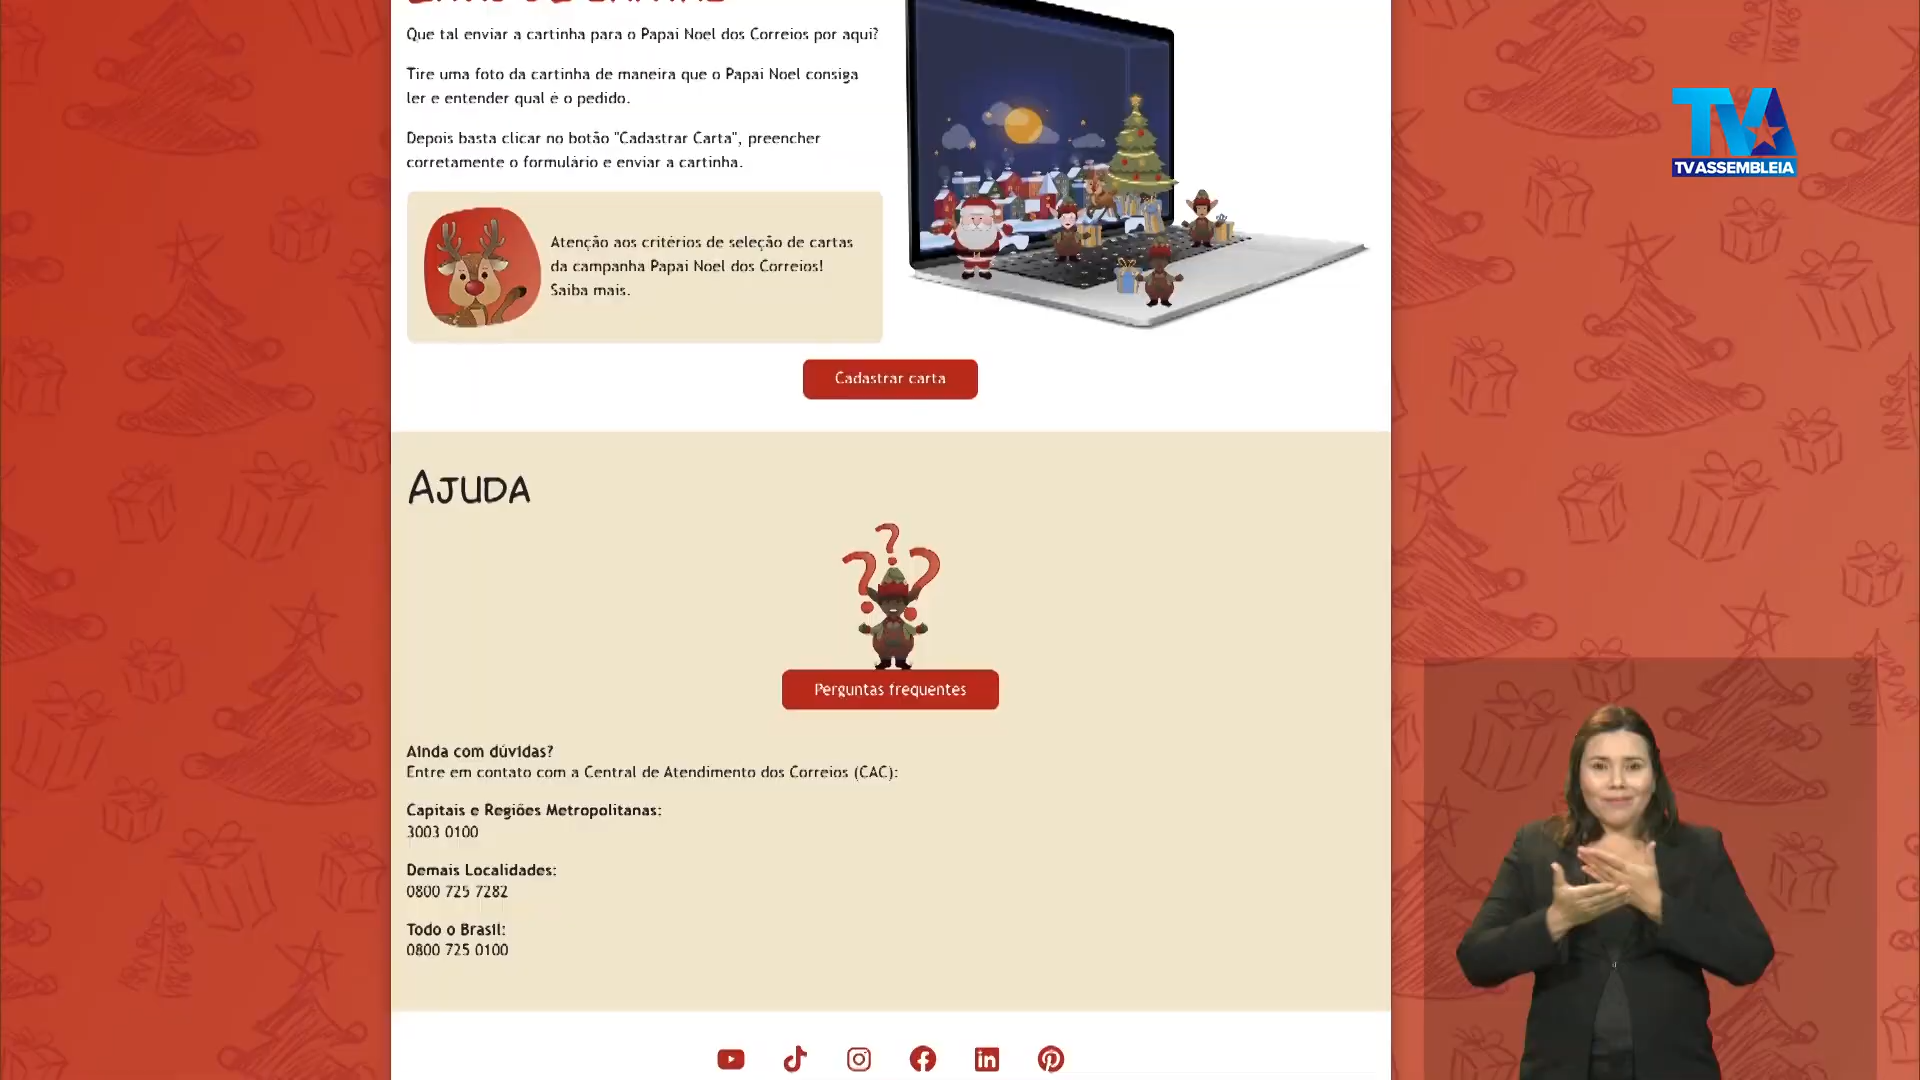 Que tal enviar a cartinha para o Papai Noel dos Correios por aqui?
Tire uma foto da cartinha de maneira que o Papai Noel consiga
ler e entender qual é o pedido.
Depois basta clicar no botão "Cadastrar Carta", preencher
corretamente o formulário e enviar a cartinha.
Atenção aos critérios de seleção de cartas
da campanha Papai Noel dos Correios!
Saiba mais.
Cadastrar carta
AJUDA
Perguntas frequentes
Ainda com dúvidas?
Entre em contato com a Central de Atendimento dos Correios (CAC):
Capitais e Regiões Metropolitanas:
3003 0100
Demais Localidades:
0800 725 7282
Todo o Brasil:
0800 725 0100
TVA
TV ASSEMBLEIA